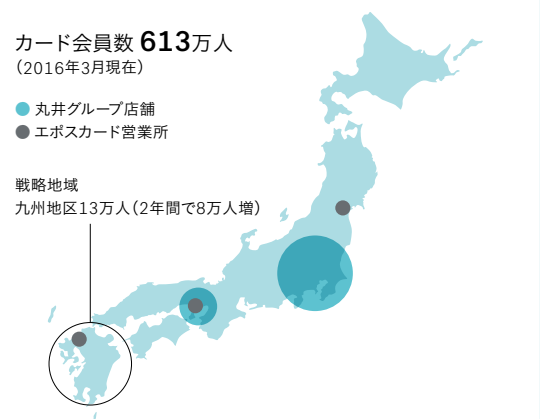 カード会員数 613万人
（2016年3月現在）
丸井グループ店舗
エポスカード営業所
戦略地域
九州地区13万人（2年間で8万人増）